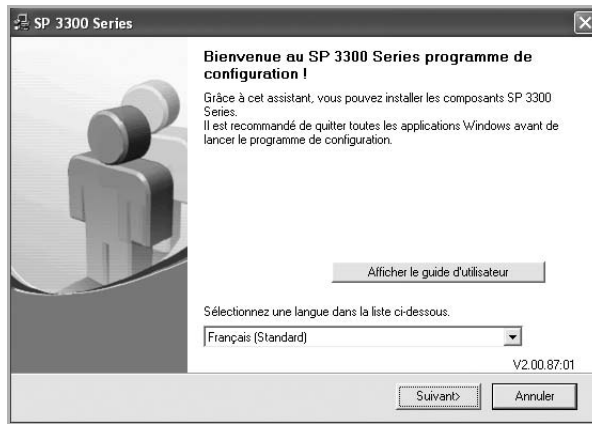 SP 3300 Series
Bienvenue au SP 3300 Series programme de
configuration !
Grâce à cet assistant, vous pouvez installer les composants SP 3300
Series.
Il est recommandé de quitter toutes les applications Windows avant de
lancer le programme de configuration.
Afficher le guide d'utilisateur
Sélectionnez une langue dans la liste ci-dessous.
Français (Standard)
V2.00.87:01
Suivant>
Annuler